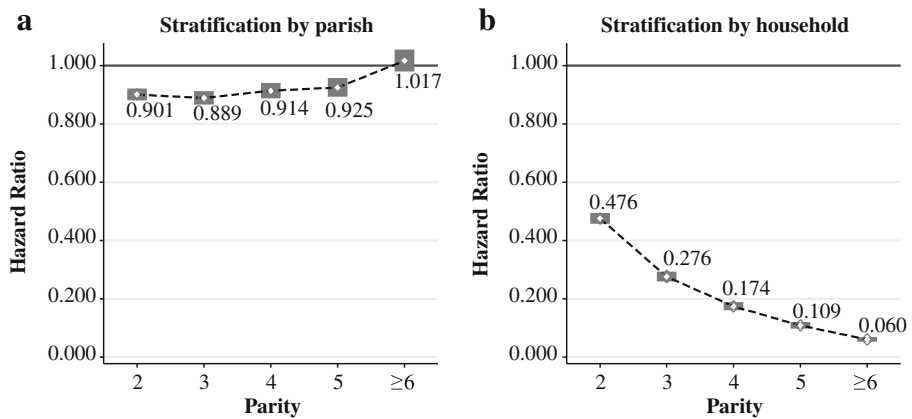 a
Stratification by parish
Hazard Ratio
1.000
0.800
0.600
0.400
0.200
0.000
0.901
0.889
0.914
0.925
1.017
2 3 4 5 ≥6
Parity
b
Stratification by household
Hazard Ratio
1.000
0.800
0.600
0.400
0.200
0.000
0.476
0.276
0.174
0.109
0.060
2 3 4 5 ≥6
Parity